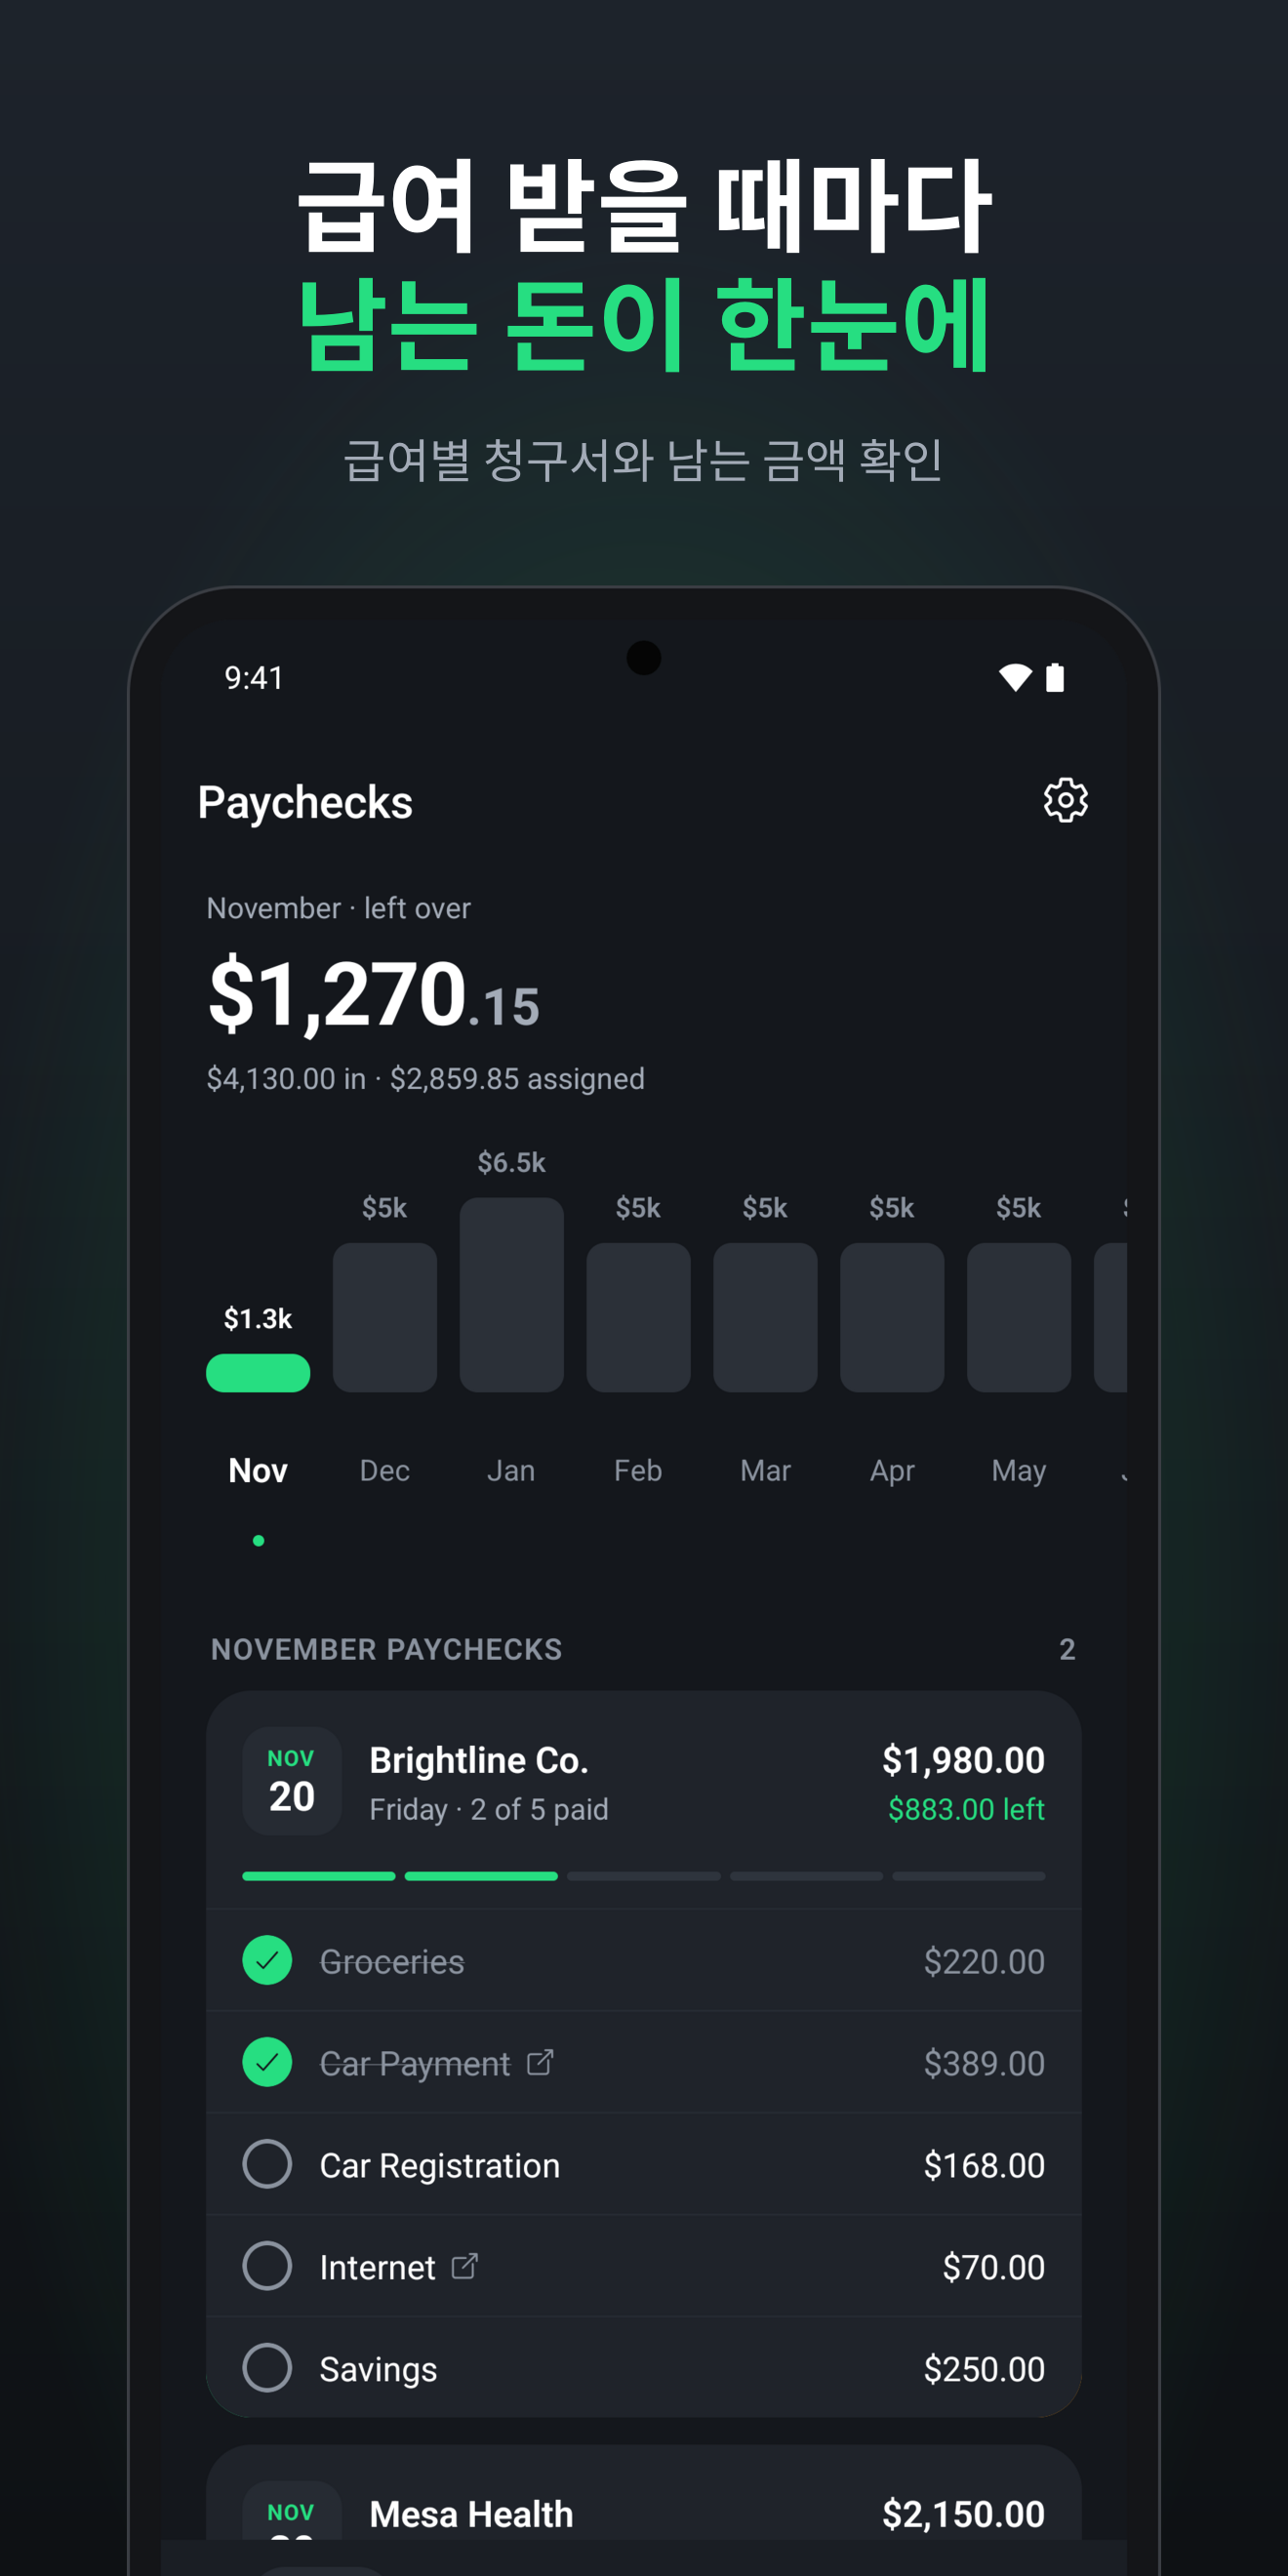 급여 받을 때마다
남는 돈이 한눈에
급여별 청구서와 남는 금액 확인
9:41
Paychecks
November · left over
$1,270.15
$4,130.00 in · $2,859.85 assigned
$1.3k $5k $6.5k $5k $5k $5k $5k
Nov Dec Jan Feb Mar Apr May
NOVEMBER PAYCHECKS 2
NOV 20
Brightline Co. $1,980.00
Friday · 2 of 5 paid $883.00 left
Groceries $220.00
Car Payment $389.00
Car Registration $168.00
Internet $70.00
Savings $250.00
NOV
Mesa Health $2,150.00